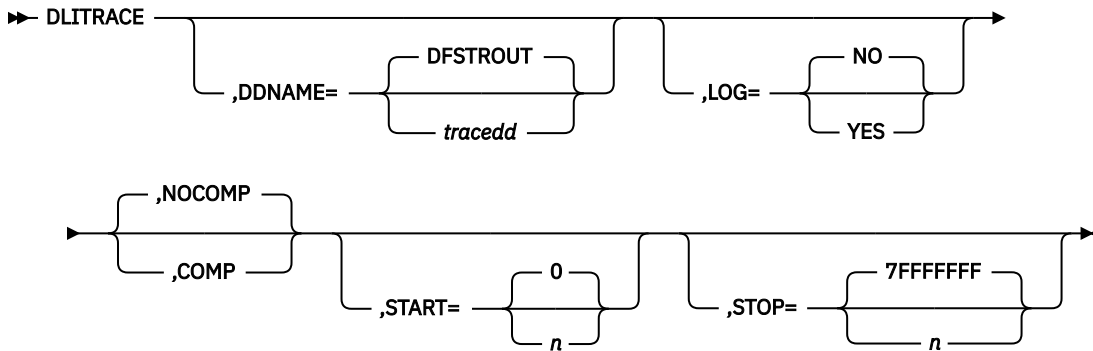 DLITRACE
DFSTROUT
,DDNAME=
tracedd
NO
,LOG=
YES
,NOCOMP
,COMP
0
,START=
n
7FFFFFFF
,STOP=
n